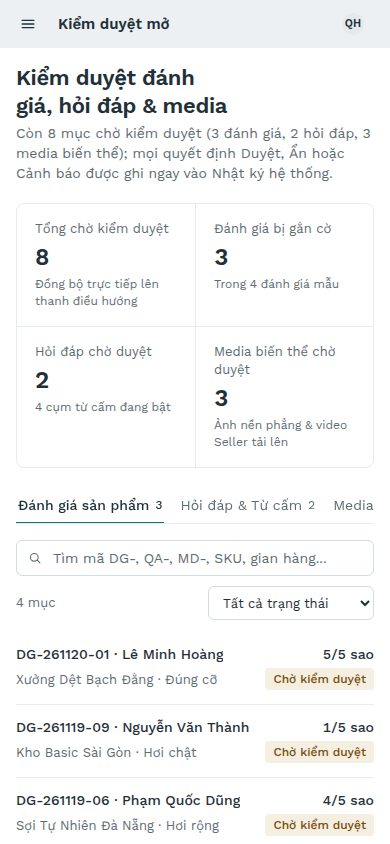 Kiểm duyệt mở
QH
Kiểm duyệt đánh
giá, hỏi đáp & media
Còn 8 mục chờ kiểm duyệt (3 đánh giá, 2 hỏi đáp, 3
media biến thể); mọi quyết định Duyệt, Ẩn hoặc
Cảnh báo được ghi ngay vào Nhật ký hệ thống.
Tổng chờ kiểm duyệt
8
Đồng bộ trực tiếp lên
thanh điều hướng
Đánh giá bị gắn cờ
3
Trong 4 đánh giá mẫu
Hỏi đáp chờ duyệt
2
4 cụm từ cấm đang bật
Media biến thể chờ
duyệt
3
Ảnh nền phẳng & video
Seller tải lên
Đánh giá sản phẩm 3
Hỏi đáp & Từ cấm 2
Media
Tìm mã DG-, QA-, MD-, SKU, gian hàng...
4 mục
Tất cả trạng thái
DG-261120-01 · Lê Minh Hoàng
5/5 sao
Xưởng Dệt Bạch Đằng · Đúng cỡ
Chờ kiểm duyệt
DG-261119-09 · Nguyễn Văn Thành
1/5 sao
Kho Basic Sài Gòn · Hơi chật
Chờ kiểm duyệt
DG-261119-06 · Phạm Quốc Dũng
4/5 sao
Sợi Tự Nhiên Đà Nẵng · Hơi rộng
Chờ kiểm duyệt